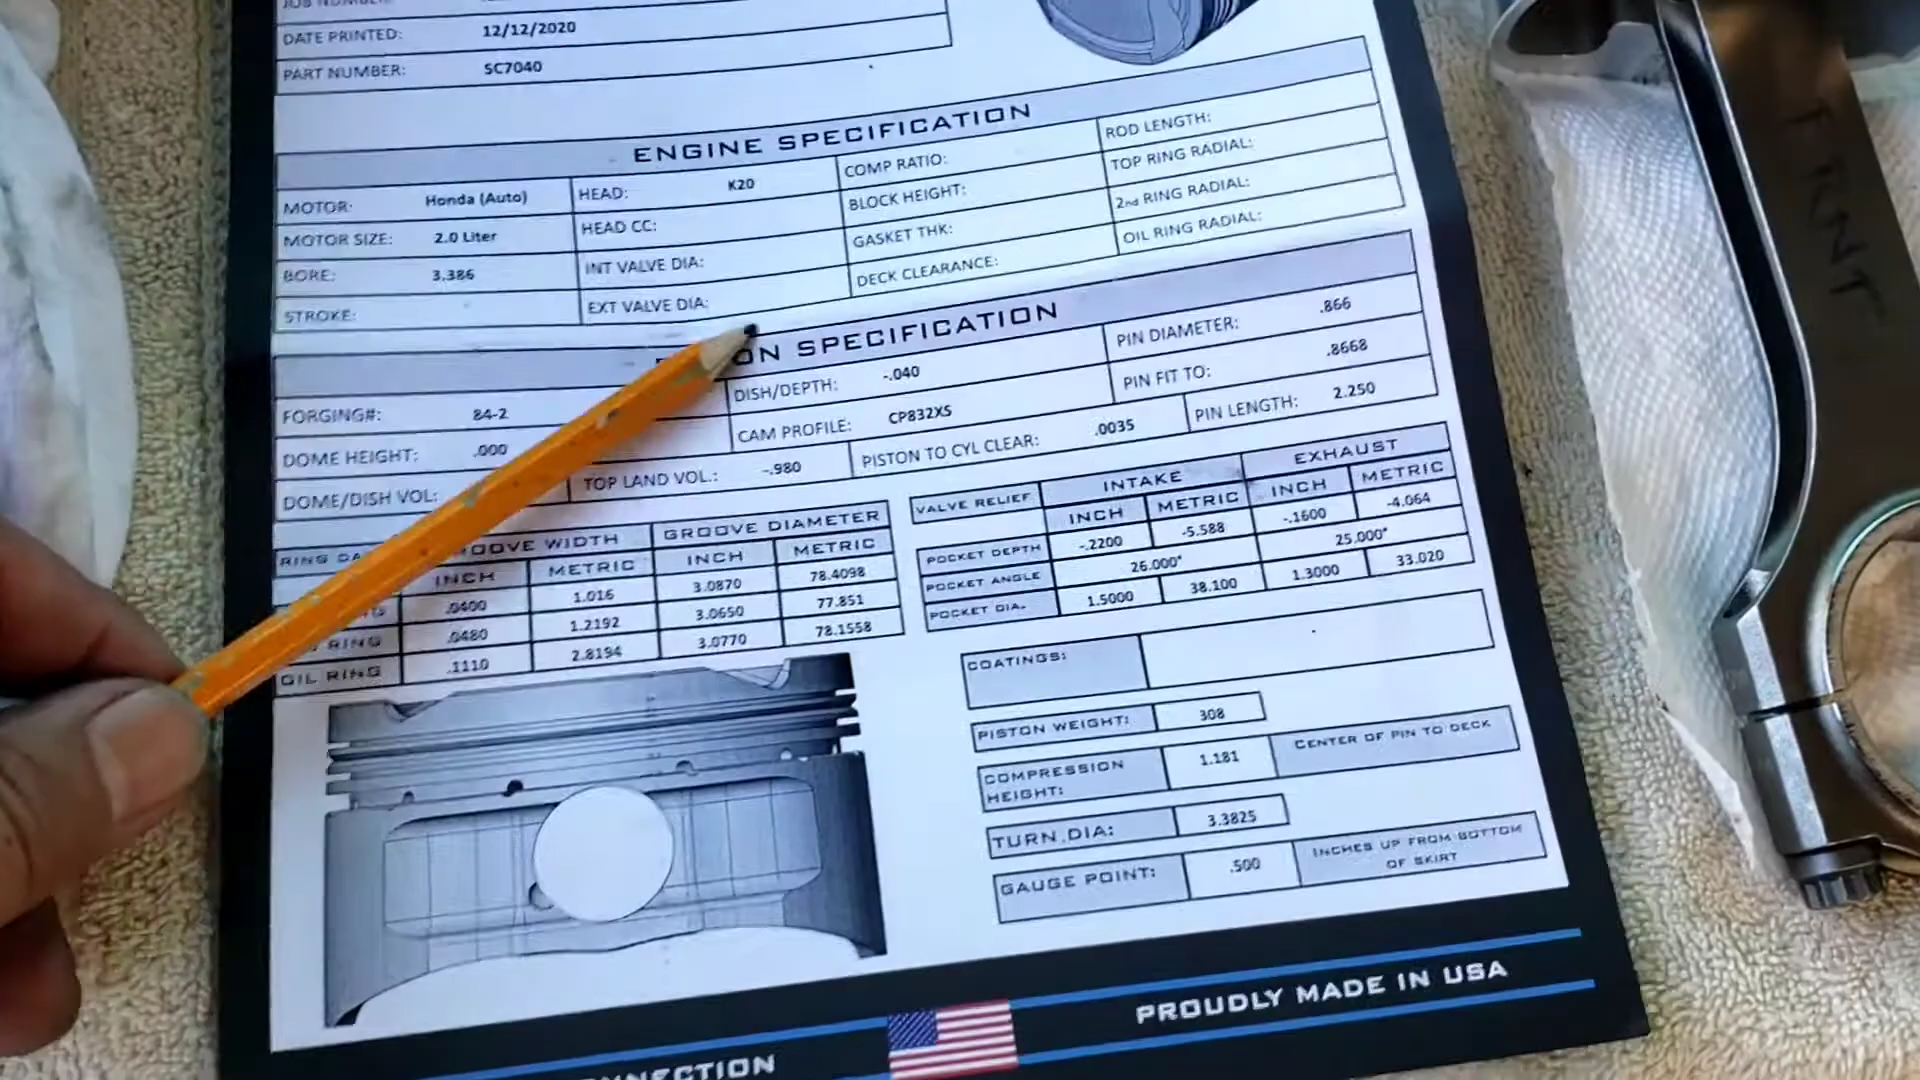 JOB NUMBER:
DATE PRINTED: 12/12/2020
PART NUMBER: SC7040
ENGINE SPECIFICATION
MOTOR: Honda (Auto) HEAD: K20 COMP RATIO: ROD LENGTH:
MOTOR SIZE: 2.0 Liter HEAD CC: BLOCK HEIGHT: TOP RING RADIAL:
BORE: 3.386 INT VALVE DIA: GASKET THK: 2nd RING RADIAL:
STROKE: EXT VALVE DIA: DECK CLEARANCE: OIL RING RADIAL:
SPECIFICATION
FORGING#: 84-2 DISH/DEPTH: -.040 PIN DIAMETER: .866
DOME HEIGHT: .000 CAM PROFILE: CP832XS PIN FIT TO: .8668
DOME/DISH VOL: TOP LAND VOL.: -.980 PISTON TO CYL CLEAR: .0035 PIN LENGTH: 2.250
RING WIDTH GROOVE DIAMETER
INCH METRIC INCH METRIC
.0400 1.016 3.0870 78.4098
RING .0480 1.2192 3.0650 77.851
OIL RING .1110 2.8194 3.0770 78.1558
VALVE RELIEF INTAKE EXHAUST
INCH METRIC INCH METRIC
POCKET DEPTH -.2200 -5.588 -.1600 -4.064
POCKET ANGLE 26.000° 25.000°
POCKET DIA. 1.5000 38.100 1.3000 33.020
COATINGS:
PISTON WEIGHT: 308
COMPRESSION HEIGHT: 1.181 CENTER OF PIN TO DECK
TURN.DIA: 3.3825
GAUGE POINT: .500 INCHES UP FROM BOTTOM OF SKIRT
PROUDLY MADE IN USA